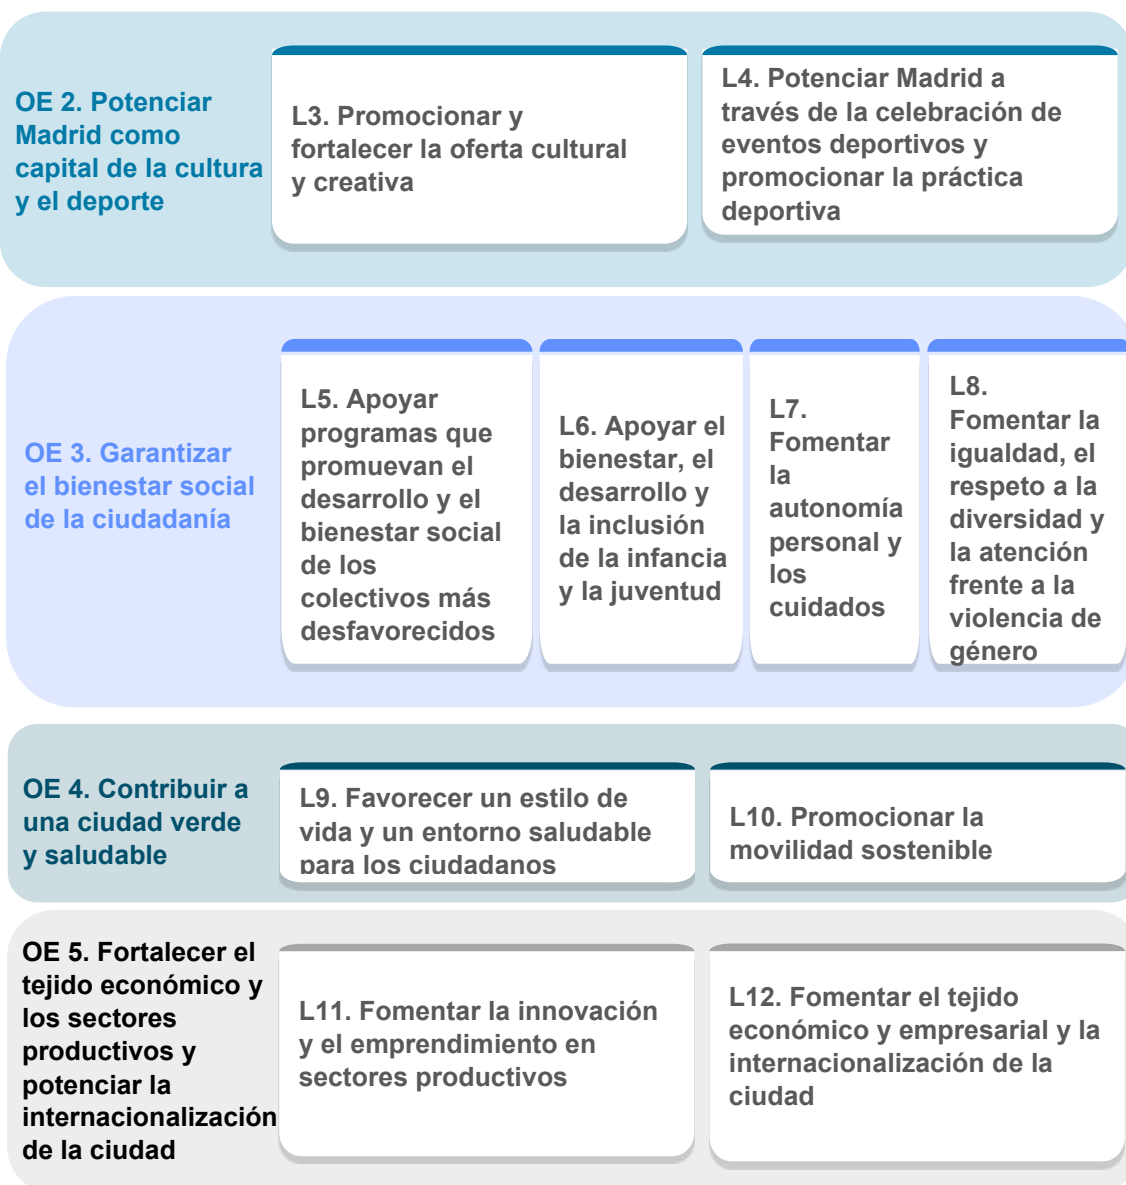 OE 2. Potenciar
Madrid como
capital de la cultura
y el deporte
L3. Promocionar y
fortalecer la oferta cultural
y creativa
L4. Potenciar Madrid a
través de la celebración de
eventos deportivos y
promocionar la práctica
deportiva
OE 3. Garantizar
el bienestar social
de la ciudadanía
L5. Apoyar
programas que
promuevan el
desarrollo y el
bienestar social
de los
colectivos más
desfavorecidos
L6. Apoyar el
bienestar, el
desarrollo y
la inclusión
de la infancia
y la juventud
L7.
Fomentar
la
autonomía
personal y
los
cuidados
L8.
Fomentar la
igualdad, el
respeto a la
diversidad y
la atención
frente a la
violencia de
género
OE 4. Contribuir a
una ciudad verde
y saludable
L9. Favorecer un estilo de
vida y un entorno saludable
para los ciudadanos
L10. Promocionar la
movilidad sostenible
OE 5. Fortalecer el
tejido económico y
los sectores
productivos y
potenciar la
internacionalización
de la ciudad
L11. Fomentar la innovación
y el emprendimiento en
sectores productivos
L12. Fomentar el tejido
económico y empresarial y la
internacionalización de la
ciudad